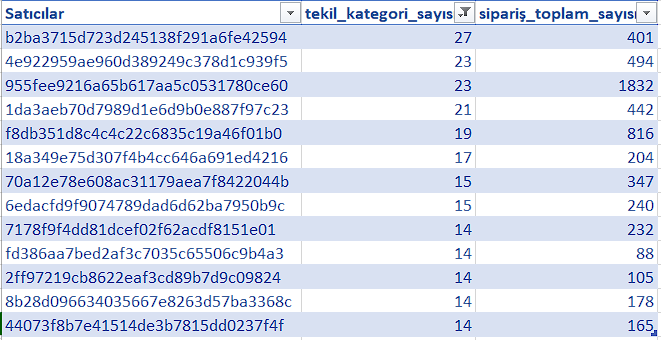 Satıcılar tekil_kategori_sayıs sipariş_toplam_sayıs
b2ba3715d723d245138f291a6fe42594 27 401
4e922959ae960d389249c378d1c939f5 23 494
955fee9216a65b617aa5c0531780ce60 23 1832
1da3aeb70d7989d1e6d9b0e887f97c23 21 442
f8db351d8c4c4c22c6835c19a46f01b0 19 816
18a349e75d307f4b4cc646a691ed4216 17 204
70a12e78e608ac31179aea7f8422044b 15 347
6edacfd9f9074789dad6d62ba7950b9c 15 240
7178f9f4dd81dcef02f62acdf8151e01 14 232
fd386aa7bed2af3c7035c65506c9b4a3 14 88
2ff97219cb8622eaf3cd89b7d9c09824 14 105
8b28d096634035667e8263d57ba3368c 14 178
44073f8b7e41514de3b7815dd0237f4f 14 165